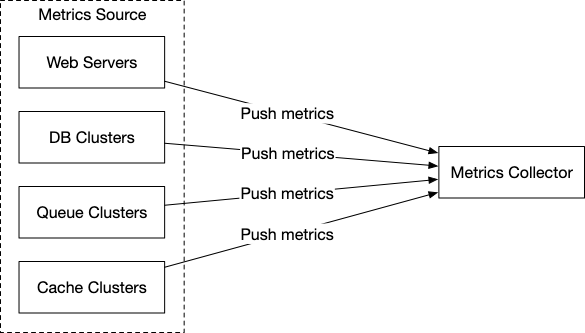 Metrics Source
Web Servers
DB Clusters
Queue Clusters
Cache Clusters
Push metrics
Push metrics
Push metrics
Push metrics
Metrics Collector